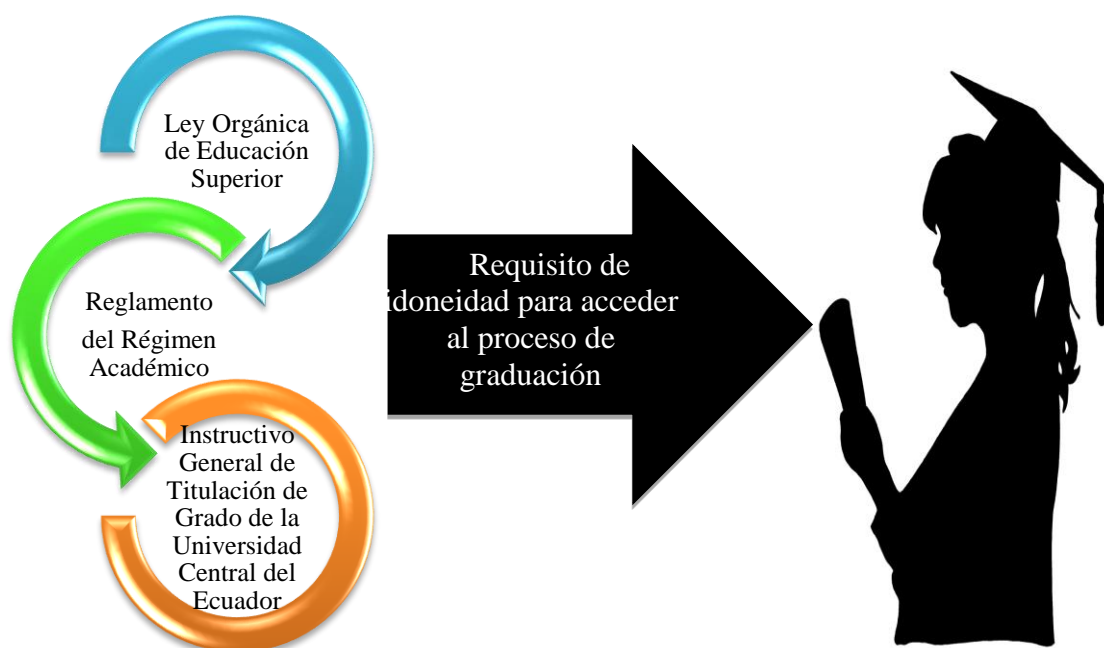 Ley Orgánica
de Educación
Superior
Reglamento
del Régimen
Académico
Instructivo
General de
Titulación de
Grado de la
Universidad
Central del
Ecuador
Requisito de
idoneidad para acceder
al proceso de
graduación